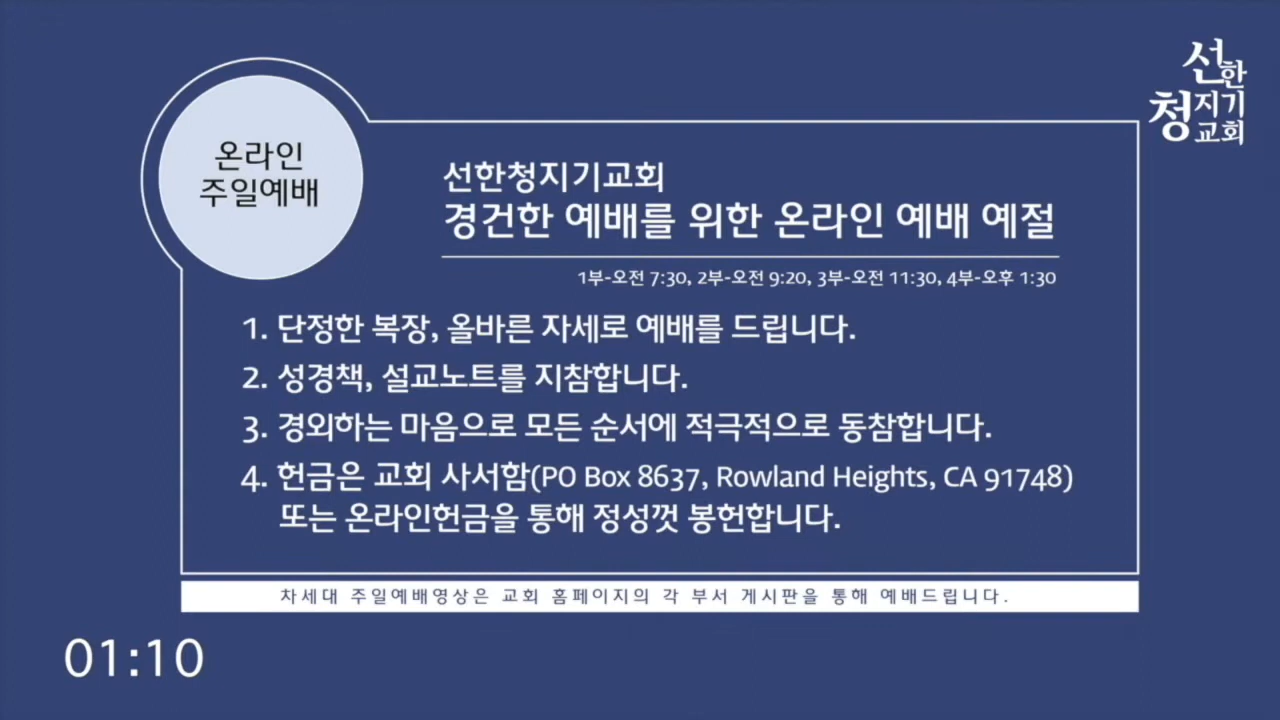 선한
청지기
교회
온라인
주일예배
선한청지기교회
경건한 예배를 위한 온라인 예배 예절
1부-오전 7:30, 2부-오전 9:20, 3부-오전 11:30, 4부-오후 1:30
1. 단정한 복장, 올바른 자세로 예배를 드립니다.
2. 성경책, 설교노트를 지참합니다.
3. 경외하는 마음으로 모든 순서에 적극적으로 동참합니다.
4. 헌금은 교회 사서함(PO Box 8637, Rowland Heights, CA 91748)
또는 온라인헌금을 통해 정성껏 봉헌합니다.
차세대 주일예배영상은 교회 홈페이지의 각 부서 게시판을 통해 예배드립니다.
01:10